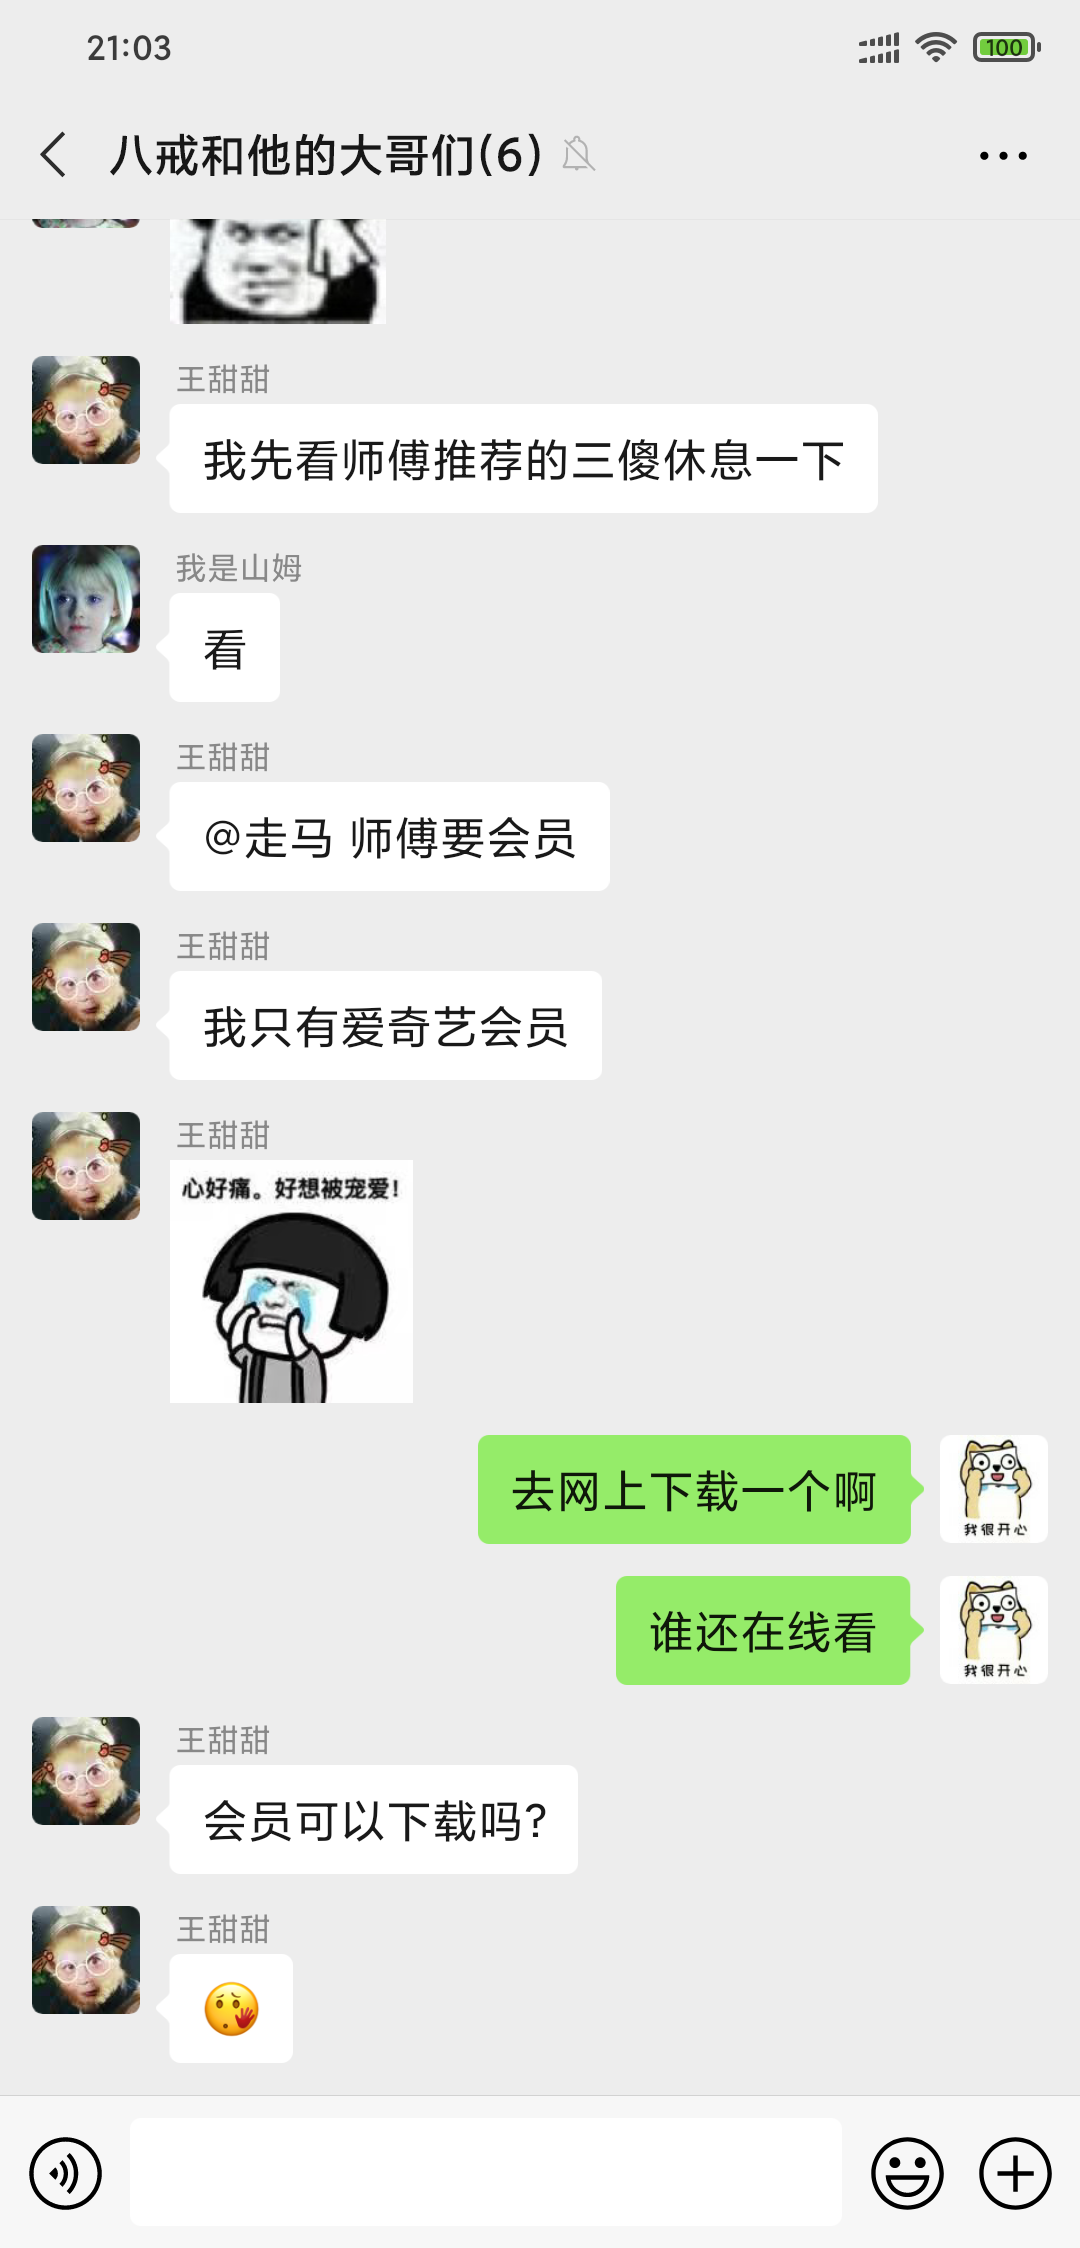 21:03
100
八戒和他的大哥们(6)
王甜甜
我先看师傅推荐的三傻休息一下
我是山姆
看
王甜甜
@走马 师傅要会员
王甜甜
我只有爱奇艺会员
王甜甜
心好痛。好想被宠爱!
去网上下载一个啊
我很开心
谁还在线看
我很开心
王甜甜
会员可以下载吗?
王甜甜